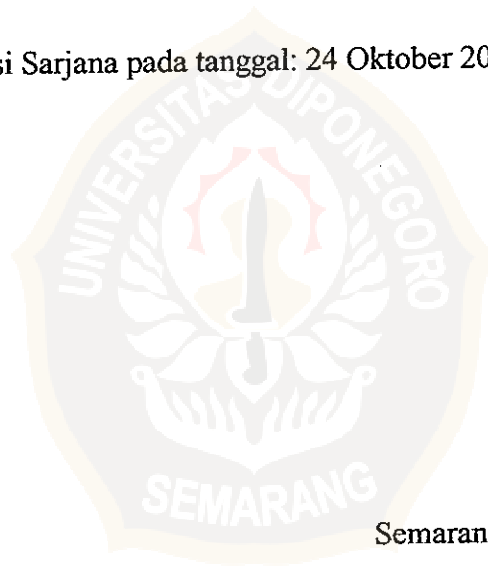 si Sarjana pada tanggal: 24 Oktober 20
UNIVERSITAS DIPONEGORO
SEMARANG
Semaran